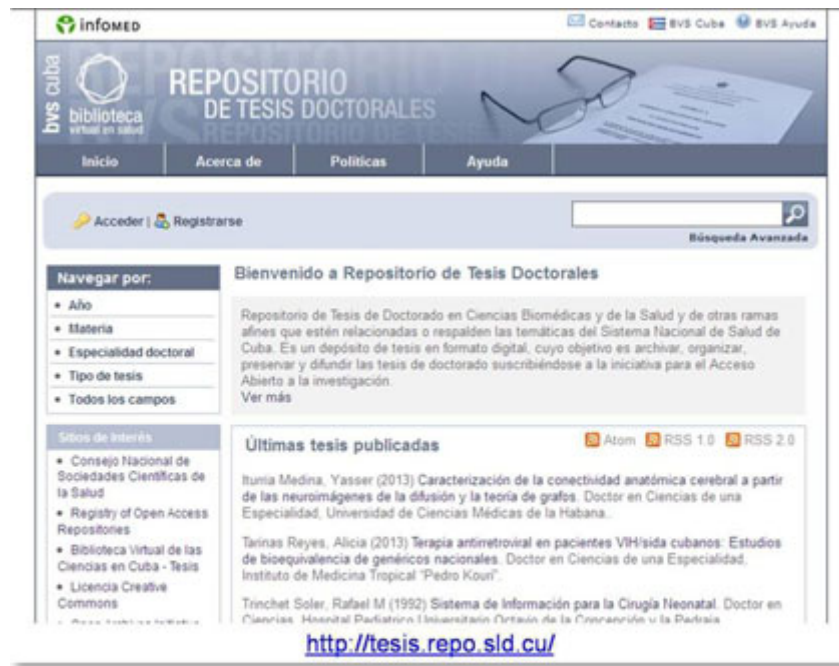 infoMED
Contacto BVS Cuba BVS Ayuda
bvs cuba
biblioteca
virtual en salud
REPOSITORIO
DE TESIS DOCTORALES
Inicio Acerca de Políticas Ayuda
Acceder | Registrarse
Búsqueda Avanzada
Navegar por:
• Año
• Materia
• Especialidad doctoral
• Tipo de tesis
• Todos los campos
Sitios de Interés
• Consejo Nacional de
Sociedades Científicas de
la Salud
• Registry of Open Access
Repositories
• Biblioteca Virtual de las
Ciencias en Cuba - Tesis
• Licencia Creative
Commons
Bienvenido a Repositorio de Tesis Doctorales
Repositorio de Tesis de Doctorado en Ciencias Biomédicas y de la Salud y de otras ramas
afines que estén relacionadas o respalden las temáticas del Sistema Nacional de Salud de
Cuba. Es un depósito de tesis en formato digital, cuyo objetivo es archivar, organizar,
preservar y difundir las tesis de doctorado suscribiéndose a la iniciativa para el Acceso
Abierto a la investigación.
Ver más
Últimas tesis publicadas
Atom RSS 1.0 RSS 2.0
Iturria Medina, Yasser (2013) Caracterización de la conectividad anatómica cerebral a partir
de las neuroimágenes de la difusión y la teoría de grafos. Doctor en Ciencias de una
Especialidad, Universidad de Ciencias Médicas de la Habana..
Tarinas Reyes, Alicia (2013) Terapia antirretroviral en pacientes VIH/sida cubanos: Estudios
de bioequivalencia de genéricos nacionales. Doctor en Ciencias de una Especialidad,
Instituto de Medicina Tropical "Pedro Kourí".
Trinchet Soler, Rafael M (1992) Sistema de Información para la Cirugía Neonatal. Doctor en
Ciencias, Hospital Pediatrico Universitario Octavio de la Concepción y la Pedraja
http://tesis.repo.sld.cu/